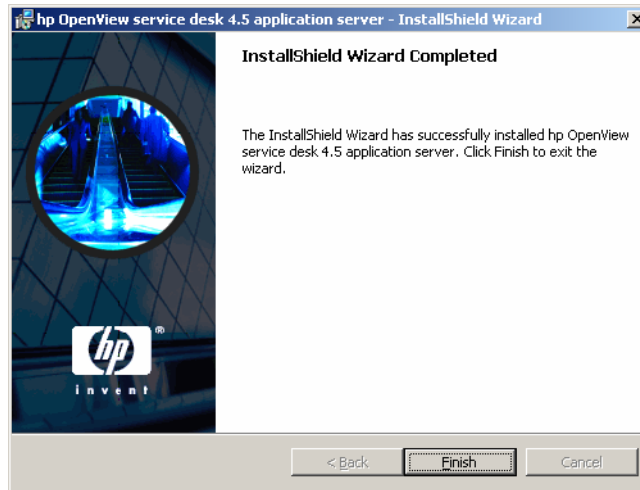 hp OpenView service desk 4.5 application server - InstallShield Wizard
InstallShield Wizard Completed
The InstallShield Wizard has successfully installed hp OpenView
service desk 4.5 application server. Click Finish to exit the
wizard.
hp
®
invent
< Back
Finish
Cancel